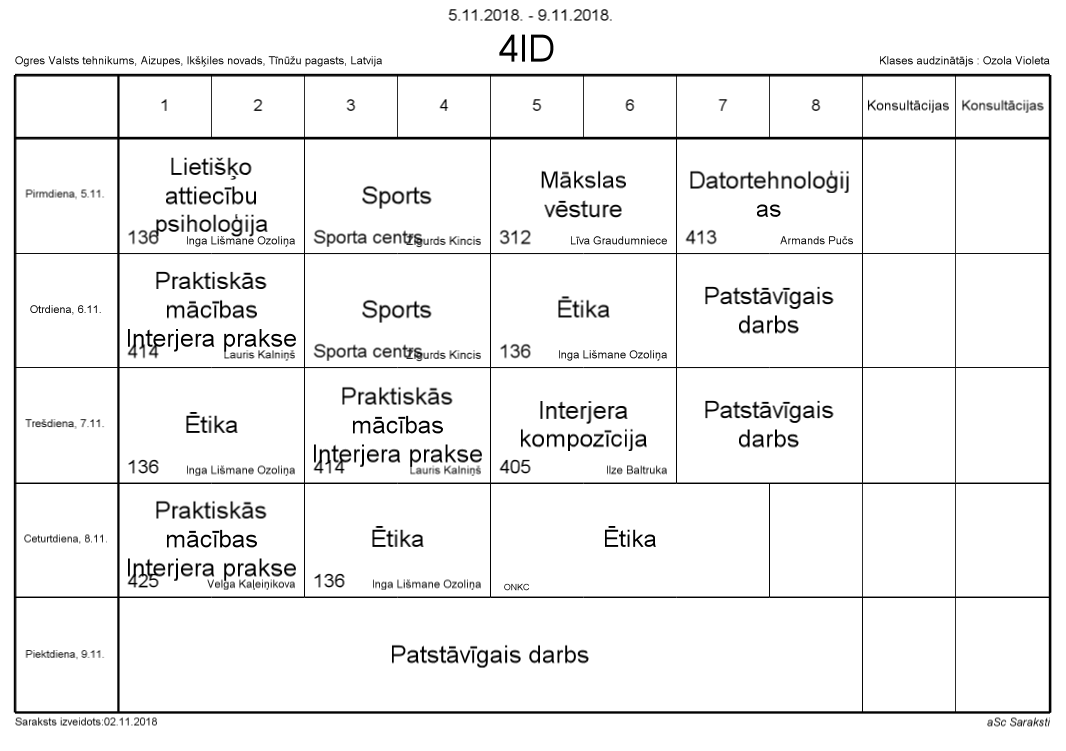 5.11.2018. - 9.11.2018.
4ID
Ogres Valsts tehnikums, Aizupes, Ikšķiles novads, Tīnūžu pagasts, Latvija
Klases audzinātājs : Ozola Violeta
1 2 3 4 5 6 7 8 Konsultācijas Konsultācijas
Pirmdiena, 5.11.
Lietišķo
attiecību
psiholoģija
136 Inga Lišmane Ozoliņa
Sports
Sporta centrs Zigurds Kincis
Mākslas
vēsture
312 Līva Graudumniece
Datortehnoloģij
as
413 Armands Pučs
Otrdiena, 6.11.
Praktiskās
mācības
Interjera prakse
414 Lauris Kalniņš
Sports
Sporta centrs Zigurds Kincis
Ētika
136 Inga Lišmane Ozoliņa
Patstāvīgais
darbs
Trešdiena, 7.11.
Ētika
136 Inga Lišmane Ozoliņa
Praktiskās
mācības
Interjera prakse
414 Lauris Kalniņš
Interjera
kompozīcija
405 Ilze Baltruka
Patstāvīgais
darbs
Ceturtdiena, 8.11.
Praktiskās
mācības
Interjera prakse
425 Velga Kaļeiņikova
Ētika
136 Inga Lišmane Ozoliņa
Ētika
ONKC
Piektdiena, 9.11.
Patstāvīgais darbs
Saraksts izveidots:02.11.2018
aSc Saraksti